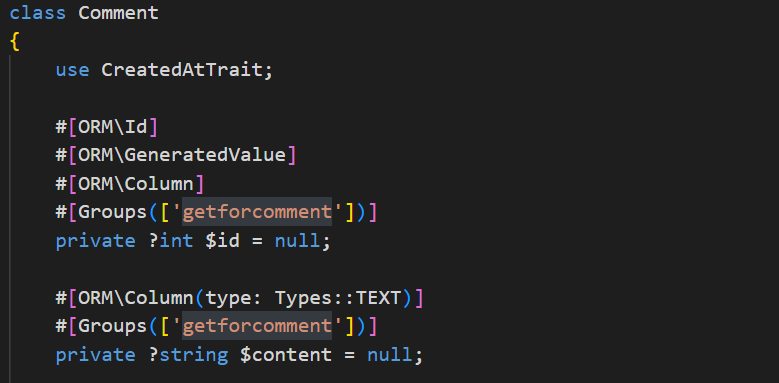 class Comment
{
use CreatedAtTrait;
#[ORM\Id]
#[ORM\GeneratedValue]
#[ORM\Column]
#[Groups(['getforcomment'])]
private ?int $id = null;
#[ORM\Column(type: Types::TEXT)]
#[Groups(['getforcomment'])]
private ?string $content = null;